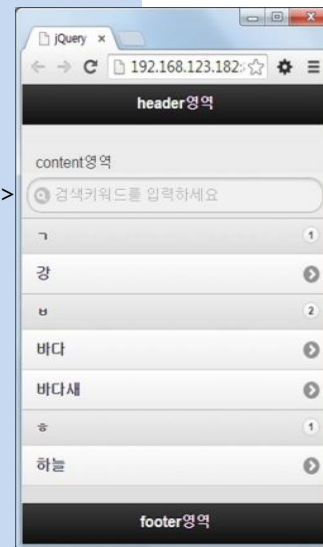 jQuery
192.168.123.182:
header영역
content영역
>
검색키워드를 입력하세요
ㄱ 1
강
ㅂ 2
바다
바다새
ㅎ 1
하늘
footer영역